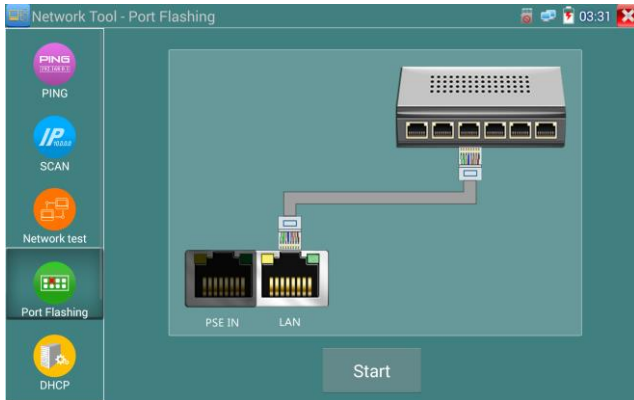 Network Tool - Port Flashing
03:31
PING
PING
IP
SCAN
Network test
Port Flashing
DHCP
PSE IN
LAN
Start